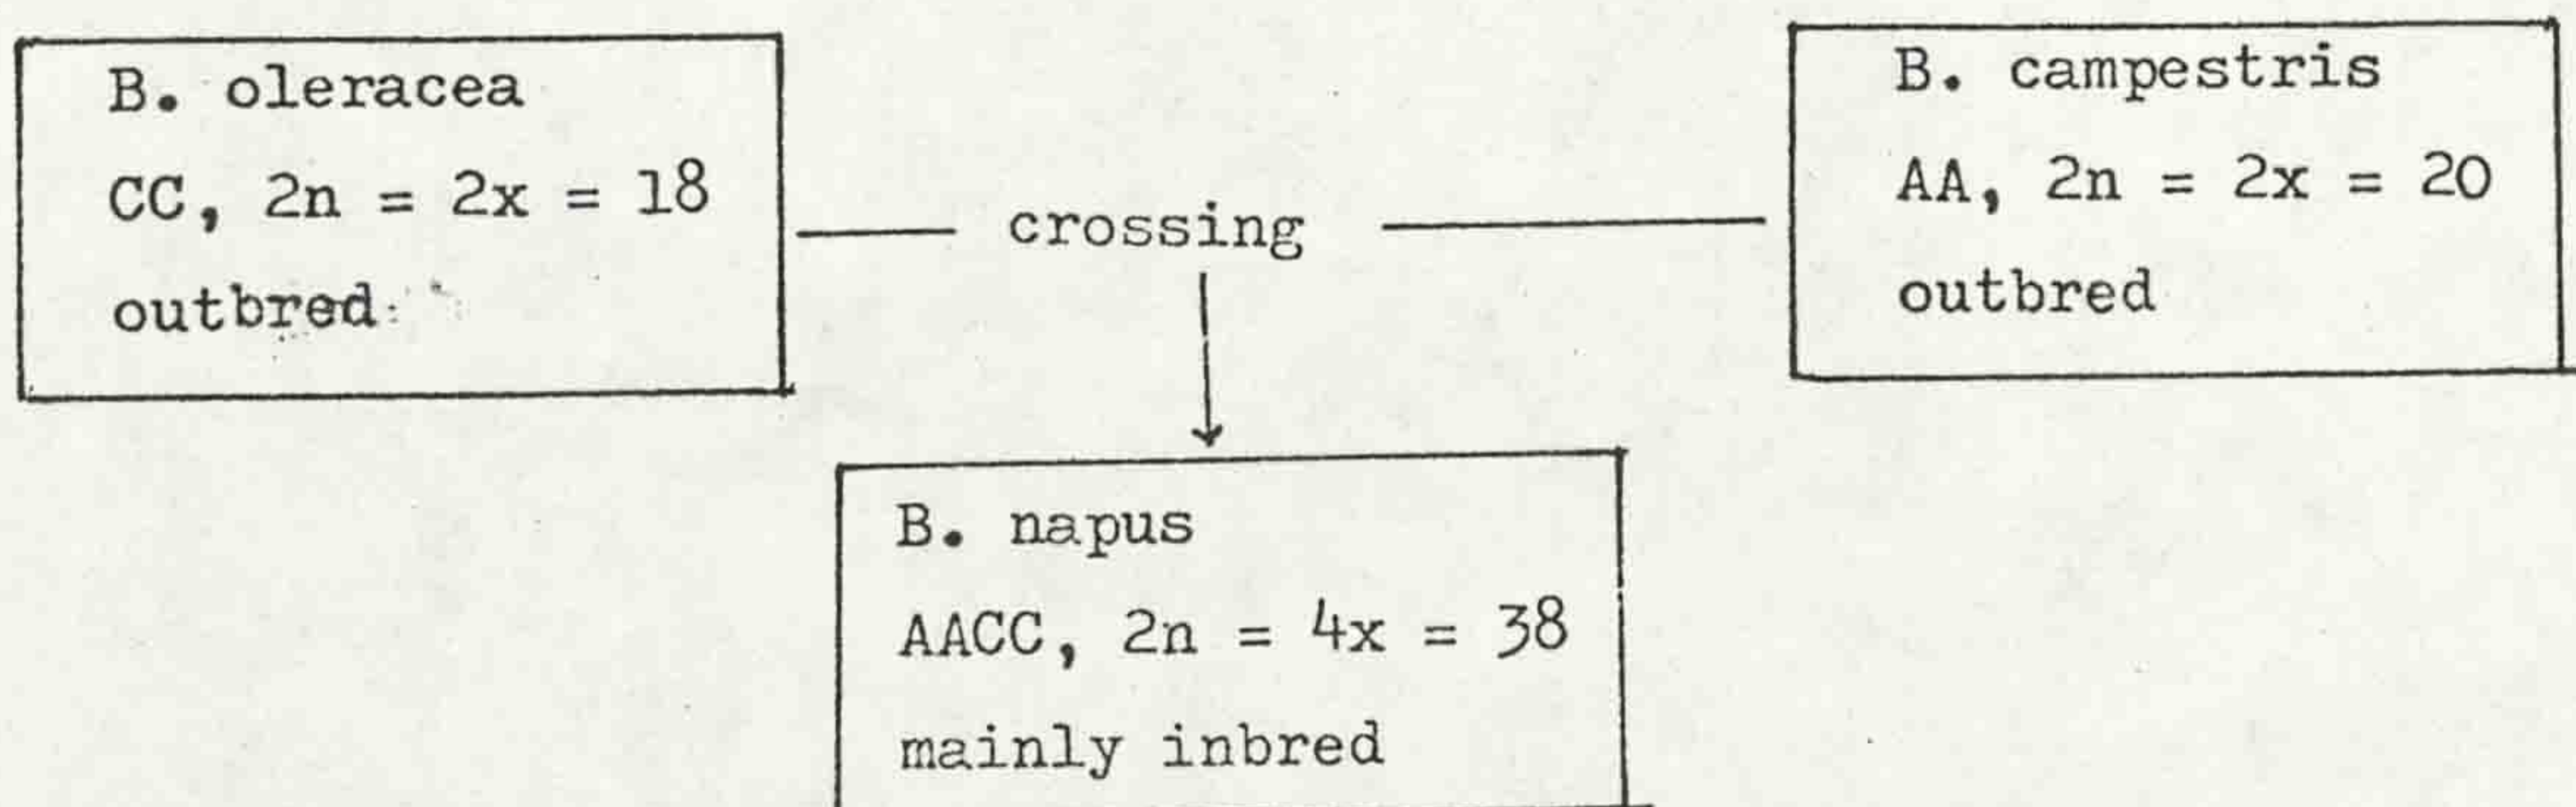 B. oleracea
CC, 2n = 2x = 18
outbred
crossing
B. campestris
AA, 2n = 2x = 20
outbred
B. napus
AACC, 2n = 4x = 38
mainly inbred